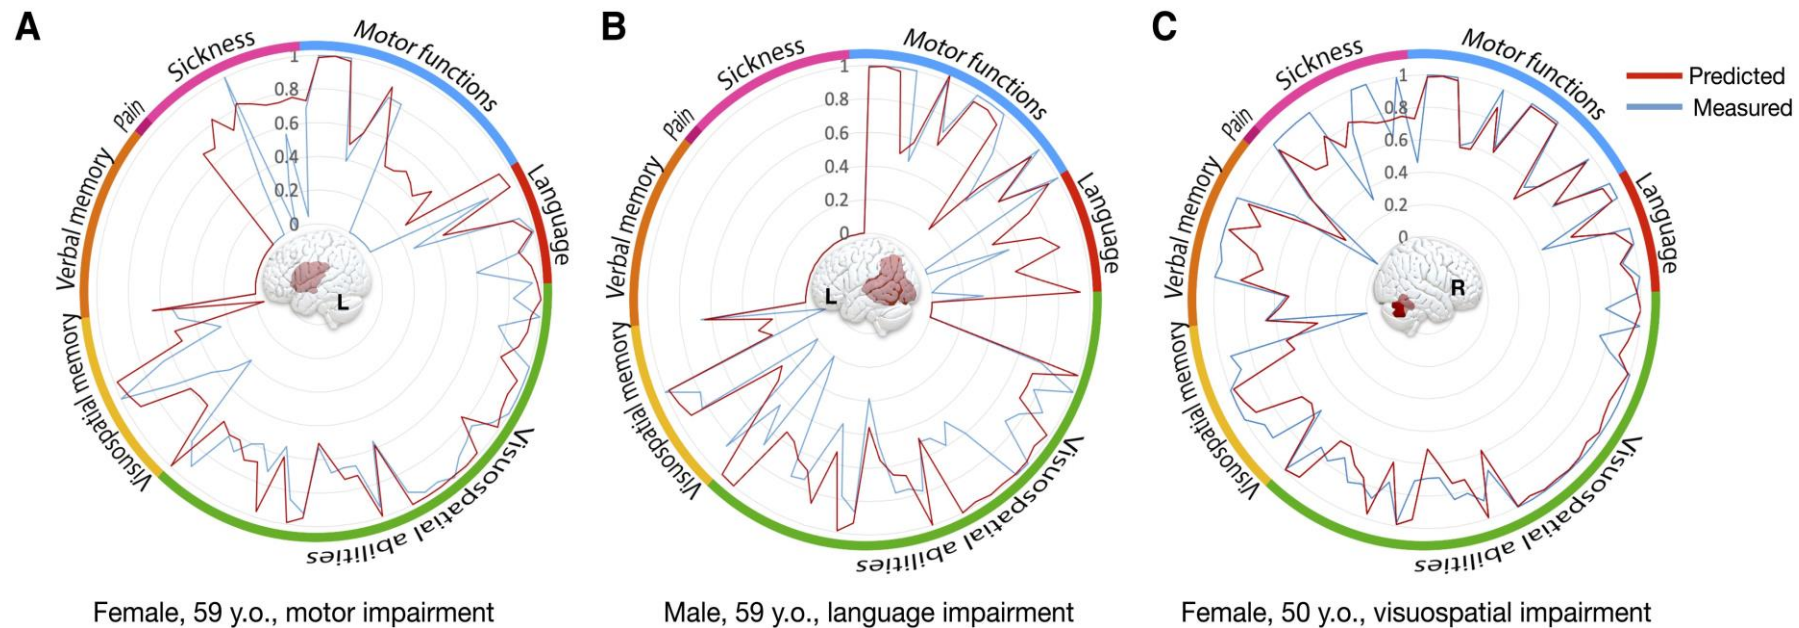 A
Sickness
Motor functions
Language
Visuospatial abilities
Visuospatial memory
Verbal memory
Pain
1
0.8
0.6
0.4
0.2
0
L
Female, 59 y.o., motor impairment
B
Sickness
Motor functions
Language
Visuospatial abilities
Visuospatial memory
Verbal memory
Pain
1
0.8
0.6
0.4
0.2
0
L
Male, 59 y.o., language impairment
C
Sickness
Motor functions
Language
Visuospatial abilities
Visuospatial memory
Verbal memory
Pain
1
0.8
0.6
0.4
0.2
0
R
Female, 50 y.o., visuospatial impairment
Predicted
Measured